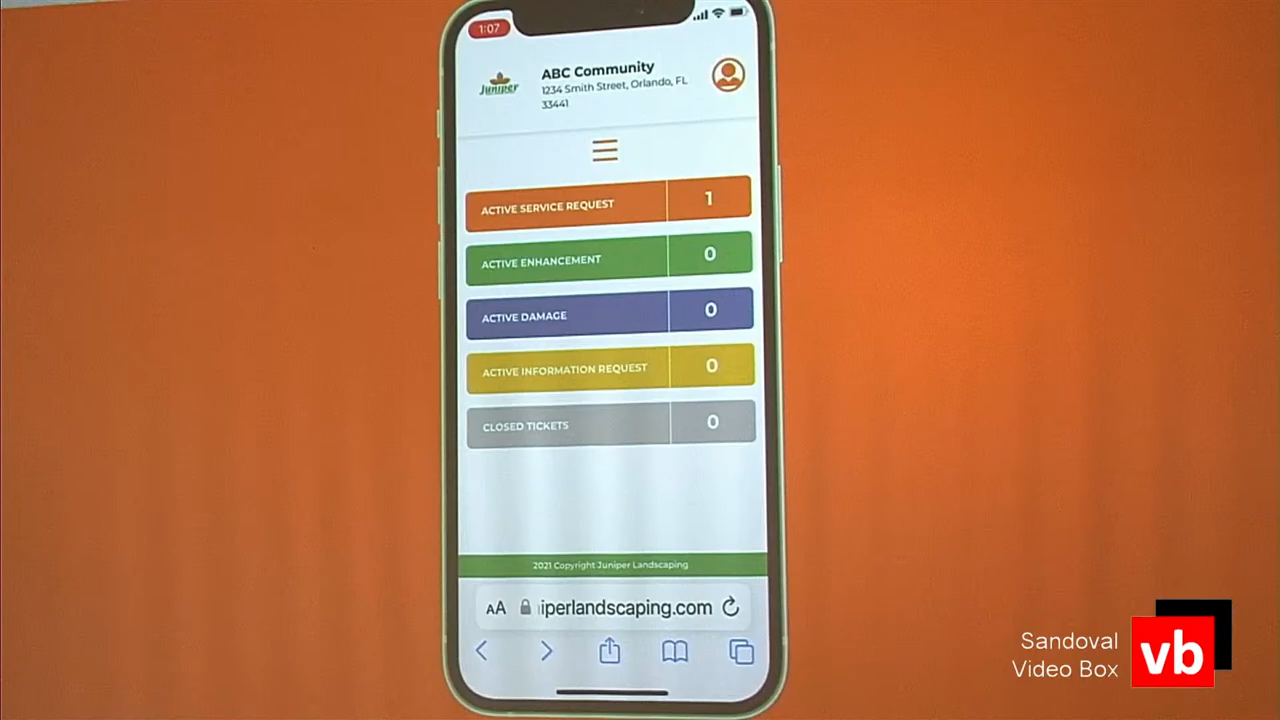 1:07
Juniper
ABC Community
1234 Smith Street, Orlando, FL
33441
ACTIVE SERVICE REQUEST 1
ACTIVE ENHANCEMENT 0
ACTIVE DAMAGE 0
ACTIVE INFORMATION REQUEST 0
CLOSED TICKETS 0
2021 Copyright Juniper Landscaping
AA iperlandscaping.com
Sandoval
Video Box
vb